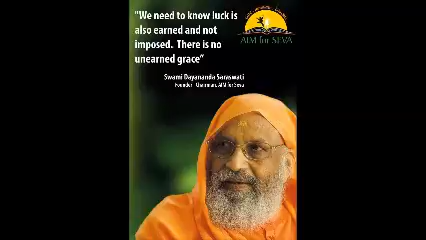 "We need to know luck is
also earned and not
imposed. There is no
unearned grace"
Swami Dayananda Saraswati
Founder Chairman, AIM for Seva
AIM for SEVA